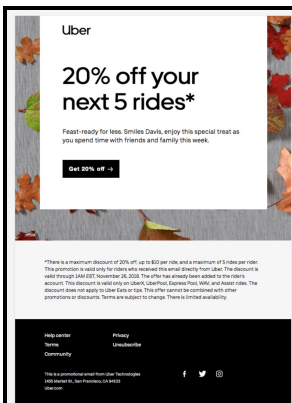 Uber
20% off your
next 5 rides*
Feast-ready for less. Smiles Davis, enjoy this special treat as
you spend time with friends and family this week.
Get 20% off →
*There is a maximum discount of 20% off, up to $10 per ride, and a maximum of 5 rides per rider.
This promotion is valid only for riders who received this email directly from Uber. The discount is
valid through 1AM EST, November 28, 2018. The offer has already been added to the rider's
account. This discount is valid only on UberX, UberPool, Express Pool, WAV, and Assist rides. The
discount does not apply to Uber Eats or tips. This offer cannot be combined with other
promotions or discounts. Terms are subject to change. There is limited availability.
Help center Privacy
Terms Unsubscribe
Community
This is a promotional email from Uber Technologies
1455 Market St., San Francisco, CA 94103
Uber.com